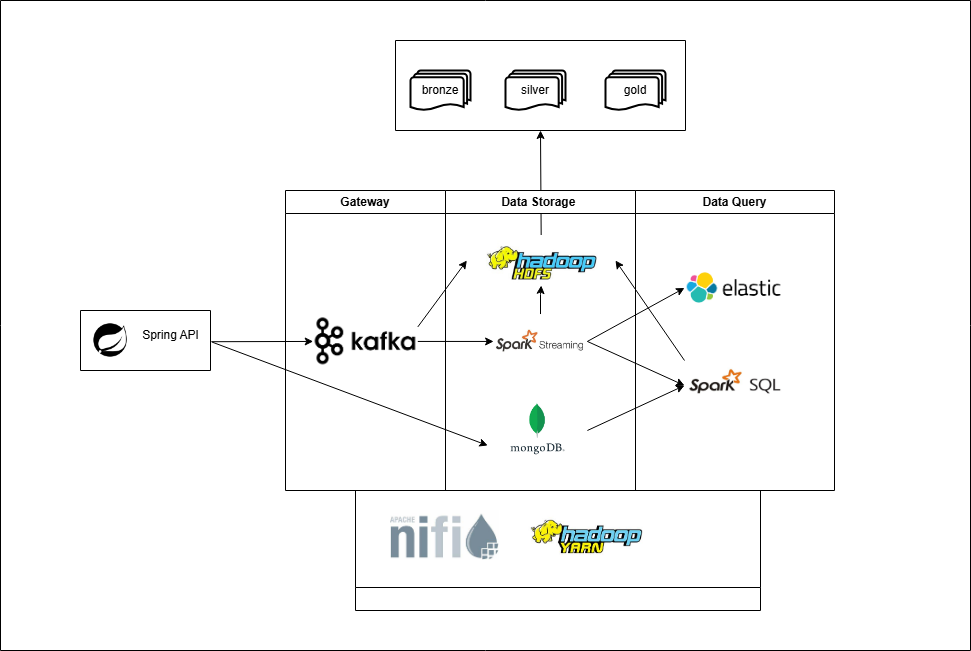 bronze
silver
gold
Gateway
Data Storage
Data Query
hadoop
HDFS
elastic
Spring API
kafka
Spark Streaming
Spark SQL
mongoDB.
APACHE
nifi
hadoop
YARN